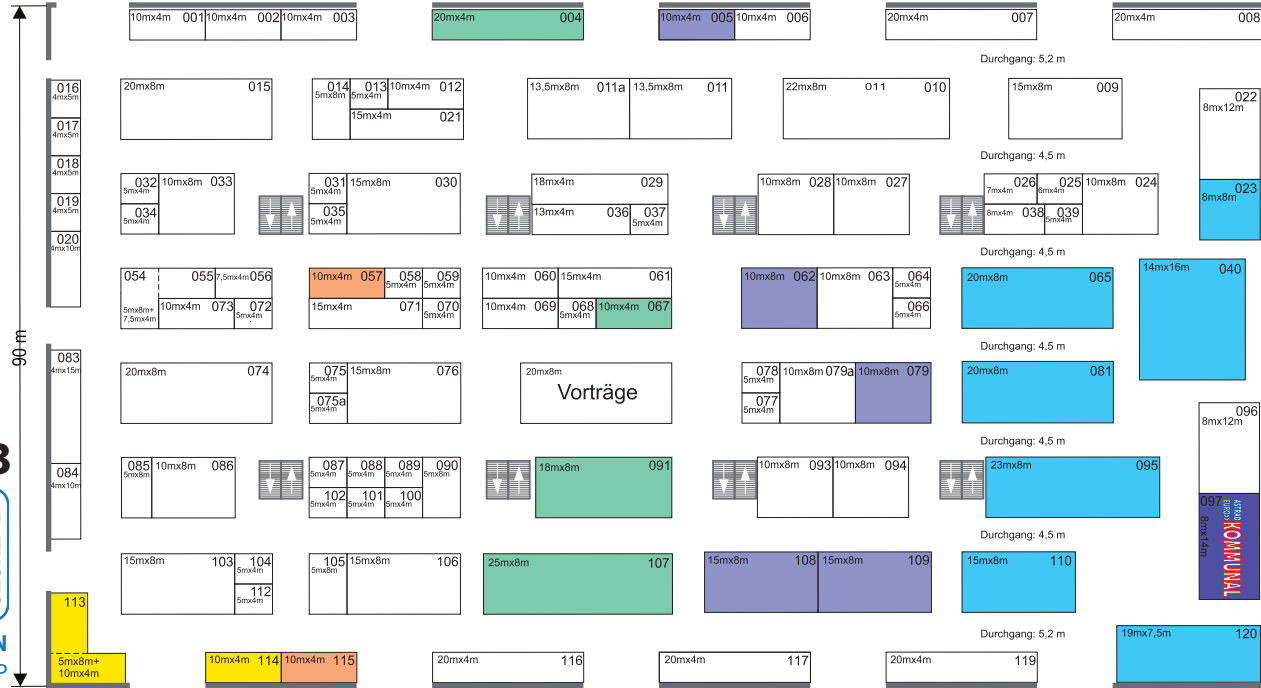 10mx4m 001 10mx4m 002 10mx4m 003 20mx4m 004 10mx4m 005 10mx4m 006 20mx4m 007 20mx4m 008
Durchgang: 5,2 m
20mx8m 015 014 5mx8m 013 5mx4m 10mx4m 012 13,5mx8m 011a 13,5mx8m 011 22mx8m 011 010 15mx8m 009
15mx4m 021
016 4mx5m
017 4mx5m
018 4mx5m
019 4mx5m
020 4mx10m
022 8mx12m
023 8mx8m
Durchgang: 4,5 m
032 5mx4m 10mx8m 033 031 5mx4m 15mx8m 030 18mx4m 029 10mx8m 028 10mx8m 027 026 7mx4m 025 6mx4m 10mx8m 024
034 5mx4m 035 5mx4m 13mx4m 036 037 5mx4m 8mx4m 038 039 5mx4m
Durchgang: 4,5 m
054 5mx8m+ 7,5mx4m 055 7,5mx4m 056 10mx4m 057 058 5mx4m 059 5mx4m 10mx4m 060 15mx4m 061 10mx8m 062 10mx8m 063 064 5mx4m 20mx8m 065 14mx16m 040
10mx4m 073 072 5mx4m 15mx4m 071 070 5mx4m 10mx4m 069 068 5mx4m 10mx4m 067 066 5mx4m
90 m
Durchgang: 4,5 m
083 4mx15m
084 4mx10m
20mx8m 074 075 5mx4m 15mx8m 076 20mx8m Vorträge 078 5mx4m 10mx8m 079a 10mx8m 079 20mx8m 081
075a 5mx4m 077 5mx4m
096 8mx12m
Durchgang: 4,5 m
085 5mx8m 10mx8m 086 087 5mx4m 088 5mx4m 089 5mx4m 090 5mx8m 18mx8m 091 10mx8m 093 10mx8m 094 23mx8m 095
102 5mx4m 101 5mx4m 100 5mx4m
097 8mx14m ASTRAD EURO KOMMUNAL
Durchgang: 4,5 m
15mx8m 103 104 5mx4m 105 5mx8m 15mx8m 106 25mx8m 107 15mx8m 108 15mx8m 109 15mx8m 110
112 5mx4m
113 5mx8m+
10mx4m
Durchgang: 5,2 m
19mx7,5m 120
10mx4m 114 10mx4m 115 20mx4m 116 20mx4m 117 20mx4m 119